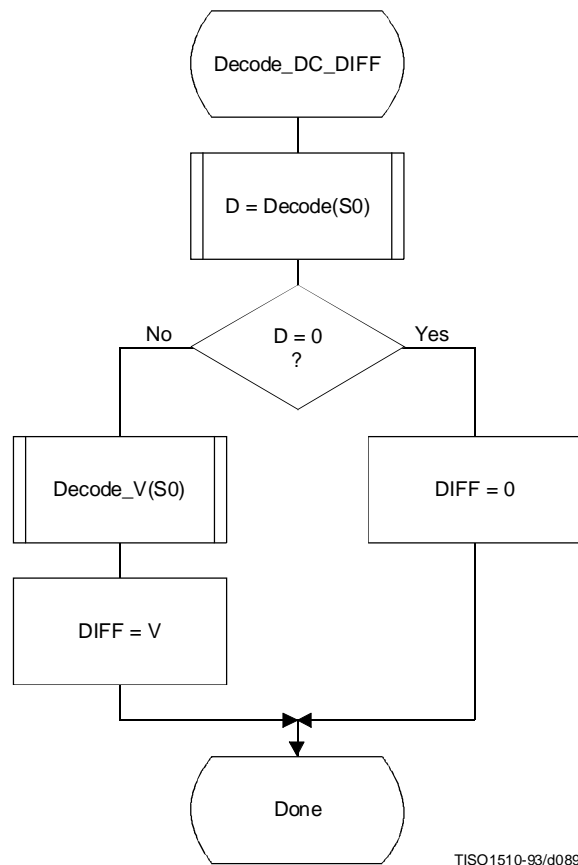 Decode_DC_DIFF
D = Decode(S0)
No
D = 0
?
Yes
Decode_V(S0)
DIFF = 0
DIFF = V
Done
TISO1510-93/d089